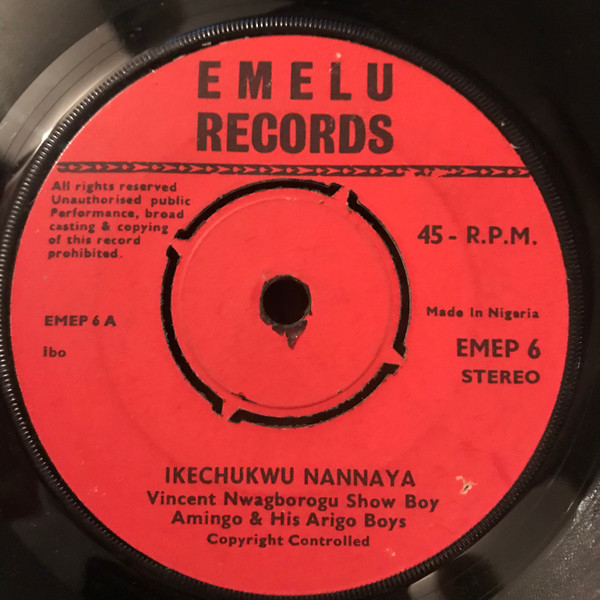 EMELU
RECORDS
All rights reserved
Unauthorised public
Performance, broad
casting & copying
of this record
prohibited.
45 - R.P.M.
Made In Nigeria
EMEP 6 A
EMEP 6
Ibo
STEREO
IKECHUKWU NANNAYA
Vincent Nwagborogu Show Boy
Amingo & His Arigo Boys
Copyright Controlled